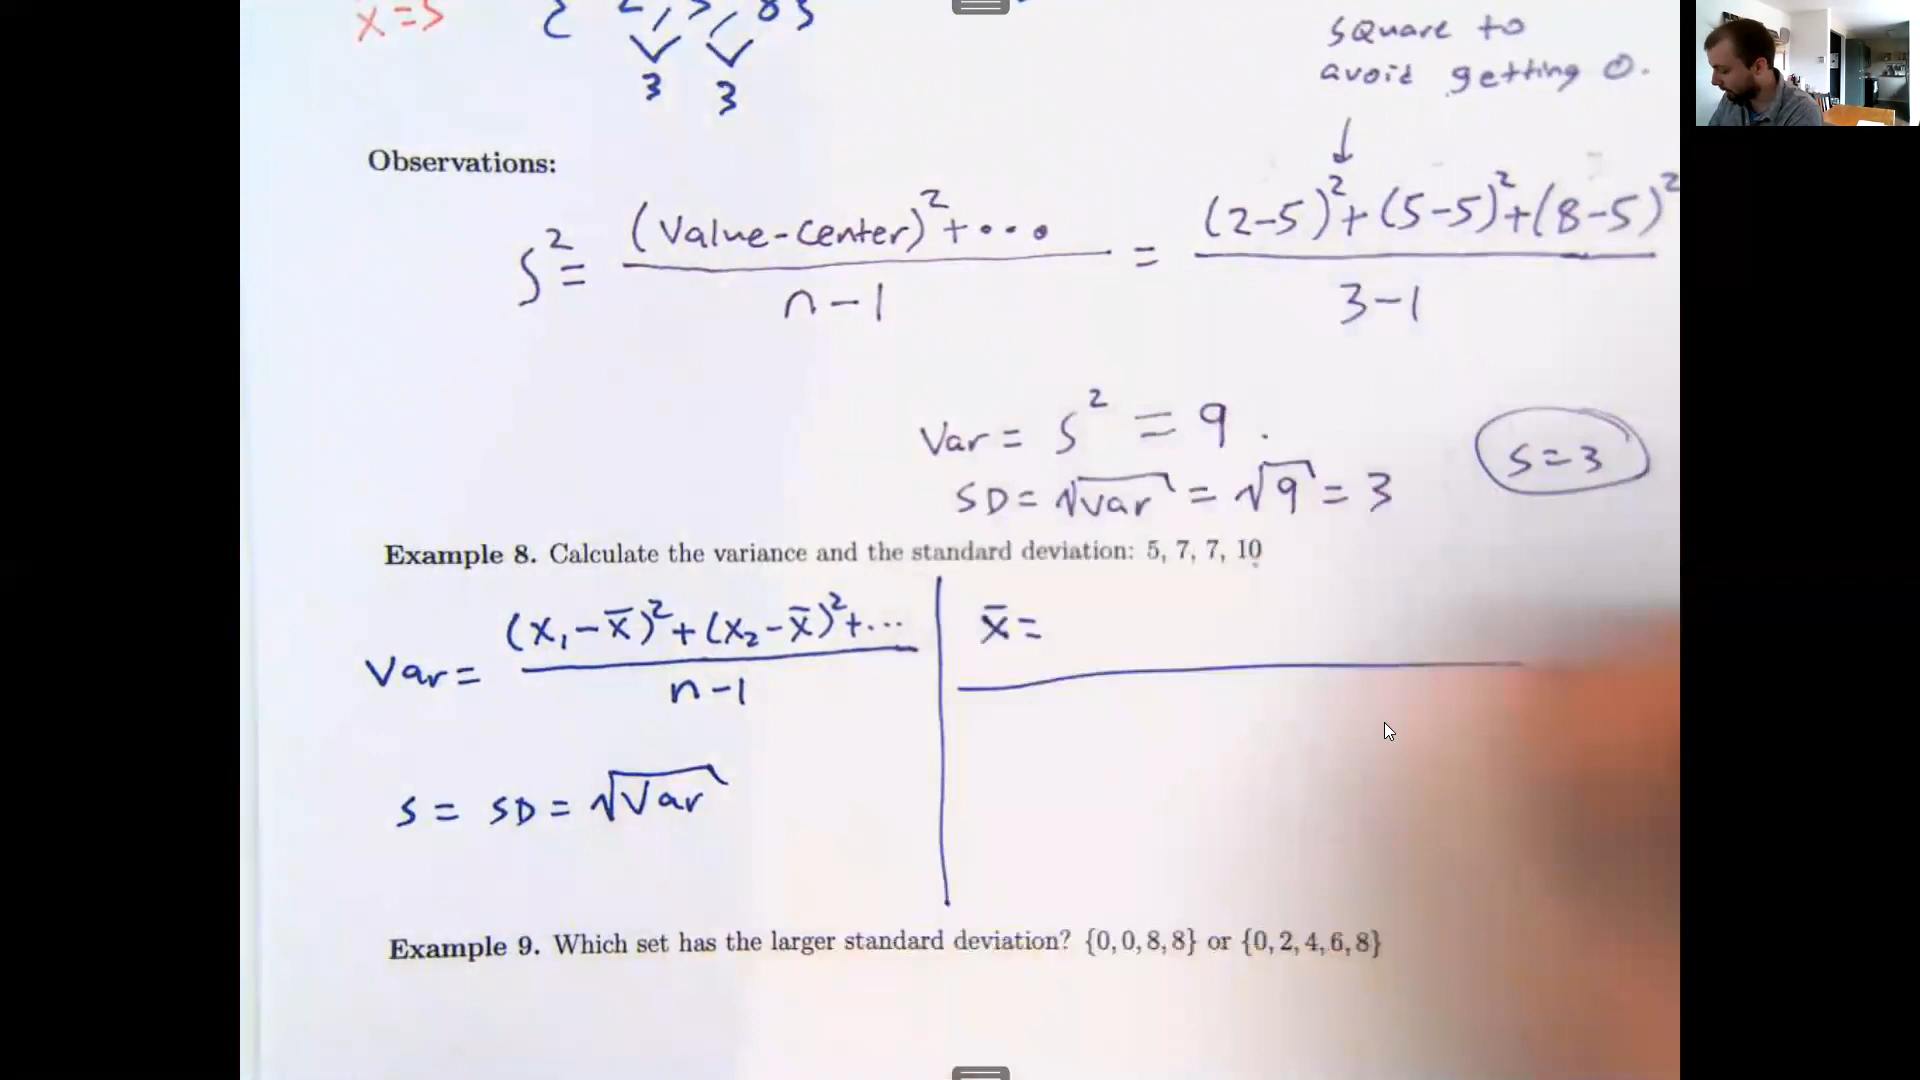 x̄=5 { 2, 5, 8}
3 3
square to
avoid getting 0.
↓
Observations:
S² = (Value-center)²+... / n-1 = (2-5)²+(5-5)²+(8-5)² / 3-1
Var = S² = 9.
SD = √Var = √9 = 3
S=3
Example 8. Calculate the variance and the standard deviation: 5, 7, 7, 10
Var = (x₁-x̄)²+(x₂-x̄)²+... / n-1
x̄=
S = SD = √Var
Example 9. Which set has the larger standard deviation? {0, 0, 8, 8} or {0, 2, 4, 6, 8}